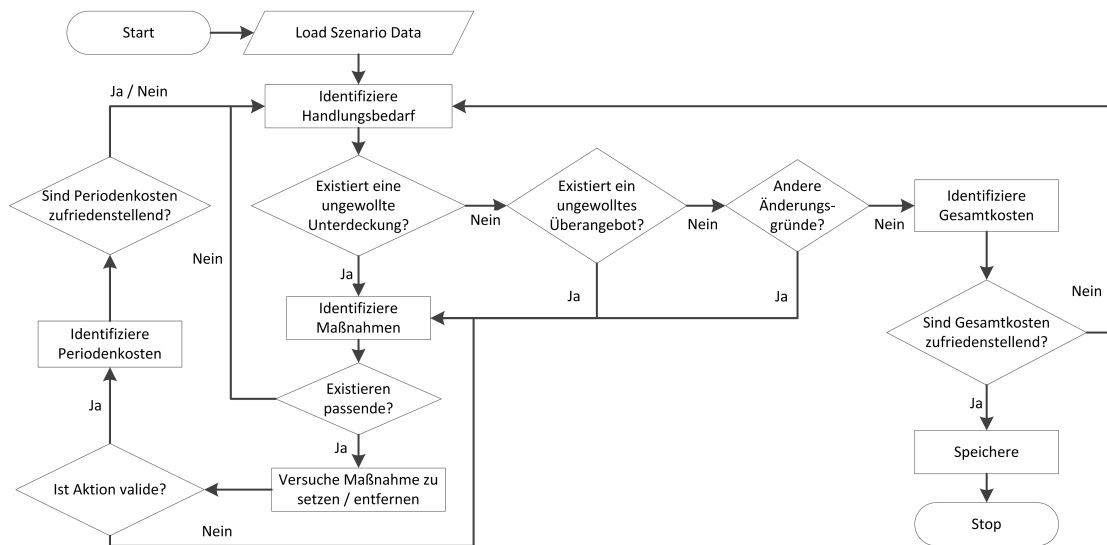 Start
Load Szenario Data
Ja / Nein
Identifiziere
Handlungsbedarf
Sind Periodenkosten
zufriedenstellend?
Existiert eine
ungewollte
Unterdeckung?
Nein
Existiert ein
ungewolltes
Überangebot?
Nein
Andere
Änderungs-
gründe?
Nein
Identifiziere
Gesamtkosten
Nein
Ja
Ja
Ja
Nein
Identifiziere
Maßnahmen
Identifiziere
Periodenkosten
Sind Gesamtkosten
zufriedenstellend?
Existieren
passende?
Ja
Ja
Ja
Speichere
Ist Aktion valide?
Versuche Maßnahme zu
setzen / entfernen
Nein
Stop